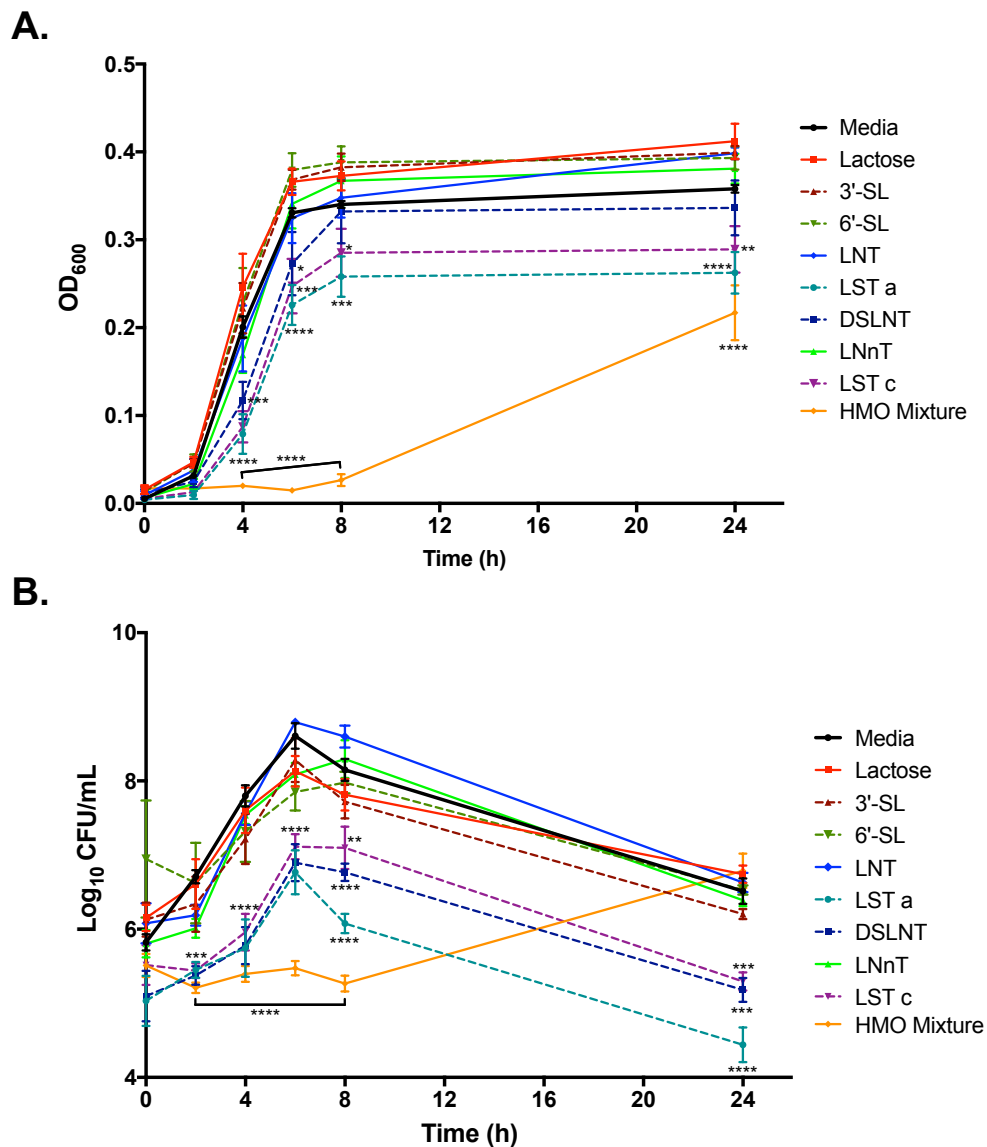 A.
OD600
0.5
0.4
0.3
0.2
0.1
0.0
0 4 8 12 16 20 24
Time (h)
* *** **** * *** ** **** ****
*** **** ****
Media
Lactose
3'-SL
6'-SL
LNT
LST a
DSLNT
LNnT
LST c
HMO Mixture
B.
Log10 CFU/mL
10
8
6
4
0 4 8 12 16 20 24
Time (h)
**** ** **** ****
*** **** ****
*** *** ****
Media
Lactose
3'-SL
6'-SL
LNT
LST a
DSLNT
LNnT
LST c
HMO Mixture